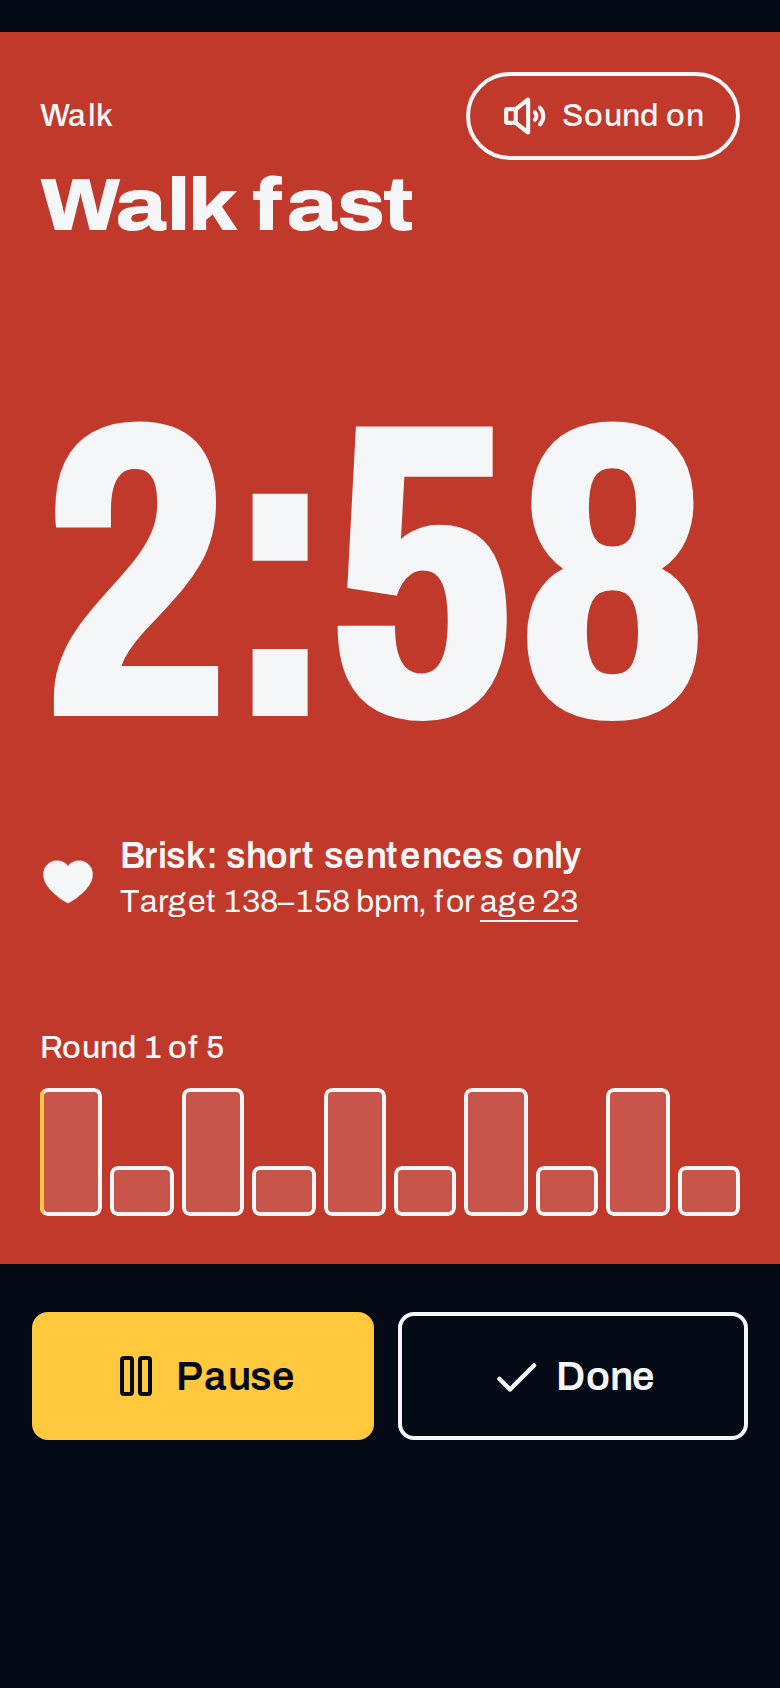 Walk
Sound on
Walk fast
2:58
Brisk: short sentences only
Target 138–158 bpm, for age 23
Round 1 of 5
Pause
Done